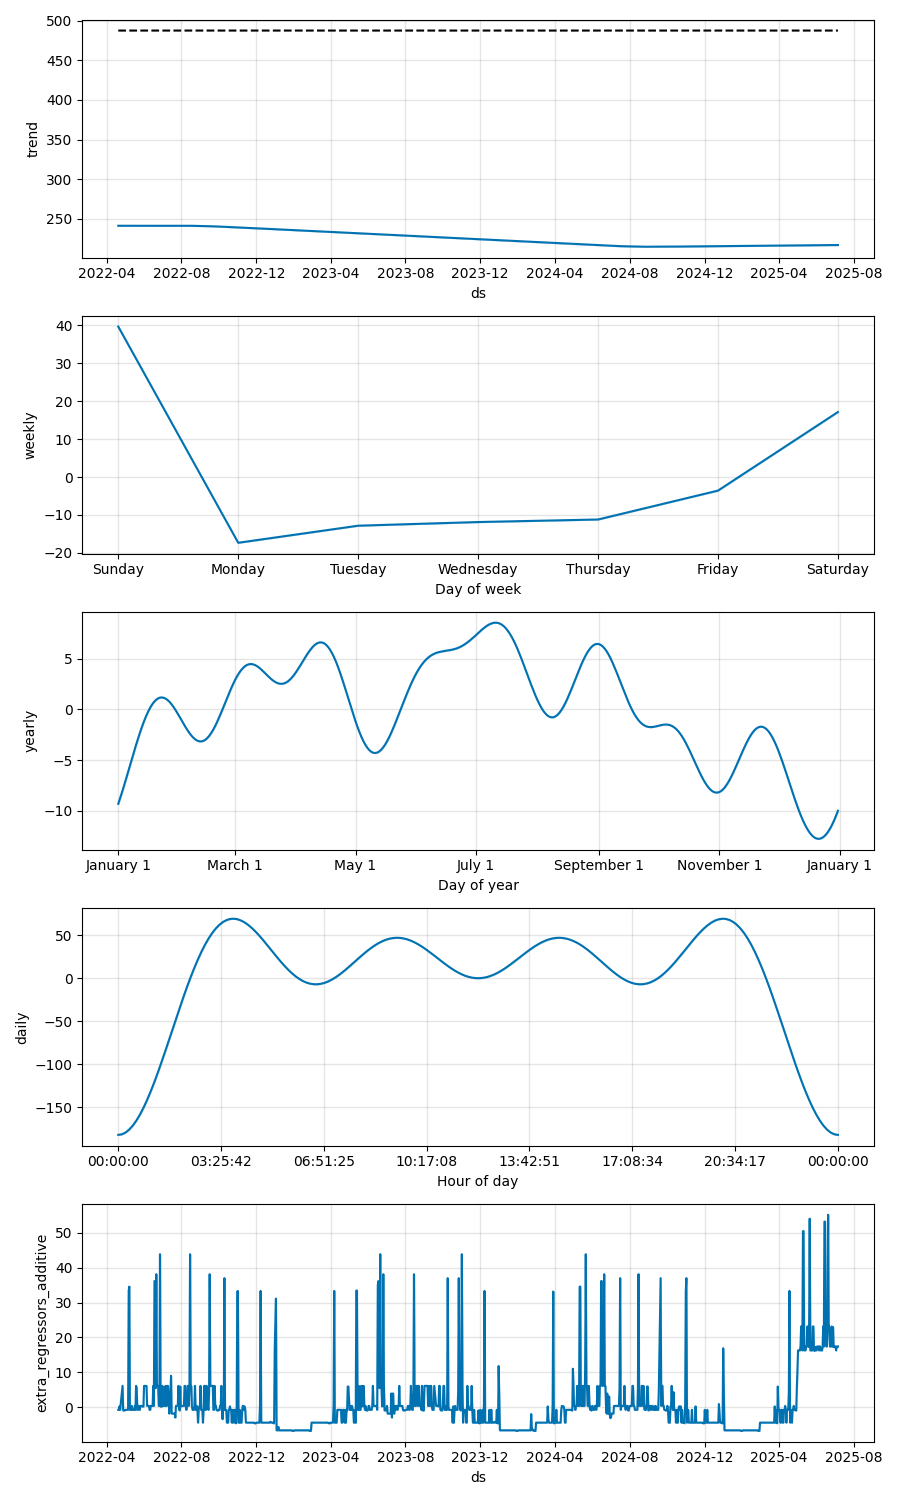 500
450
400
350
300
250
trend
2022-04 2022-08 2022-12 2023-04 2023-08 2023-12 2024-04 2024-08 2024-12 2025-04 2025-08
ds
40
30
20
10
0
−10
−20
weekly
Sunday Monday Tuesday Wednesday Thursday Friday Saturday
Day of week
5
0
−5
−10
yearly
January 1 March 1 May 1 July 1 September 1 November 1 January 1
Day of year
50
0
−50
−100
−150
daily
00:00:00 03:25:42 06:51:25 10:17:08 13:42:51 17:08:34 20:34:17 00:00:00
Hour of day
50
40
30
20
10
0
extra_regressors_additive
2022-04 2022-08 2022-12 2023-04 2023-08 2023-12 2024-04 2024-08 2024-12 2025-04 2025-08
ds